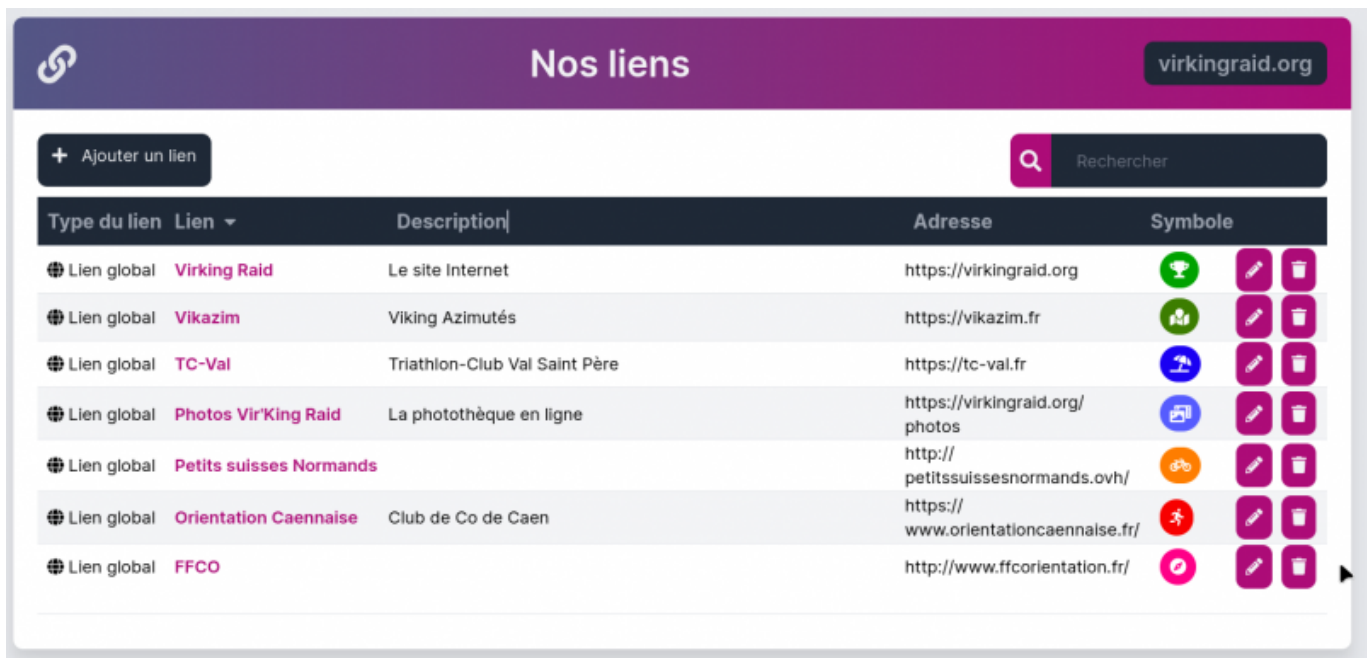 Nos liens
virkingraid.org
Ajouter un lien
Rechercher
Type du lien Lien Description Adresse Symbole
Lien global Virking Raid Le site Internet https://virkingraid.org
Lien global Vikazim Viking Azimutés https://vikazim.fr
Lien global TC-Val Triathlon-Club Val Saint Père https://tc-val.fr
Lien global Photos Vir'King Raid La photothèque en ligne https://virkingraid.org/
photos
Lien global Petits suisses Normands http://
petitssuissesnormands.ovh/
Lien global Orientation Caennaise Club de Co de Caen https://
www.orientationcaennaise.fr/
Lien global FFCO http://www.ffcorientation.fr/